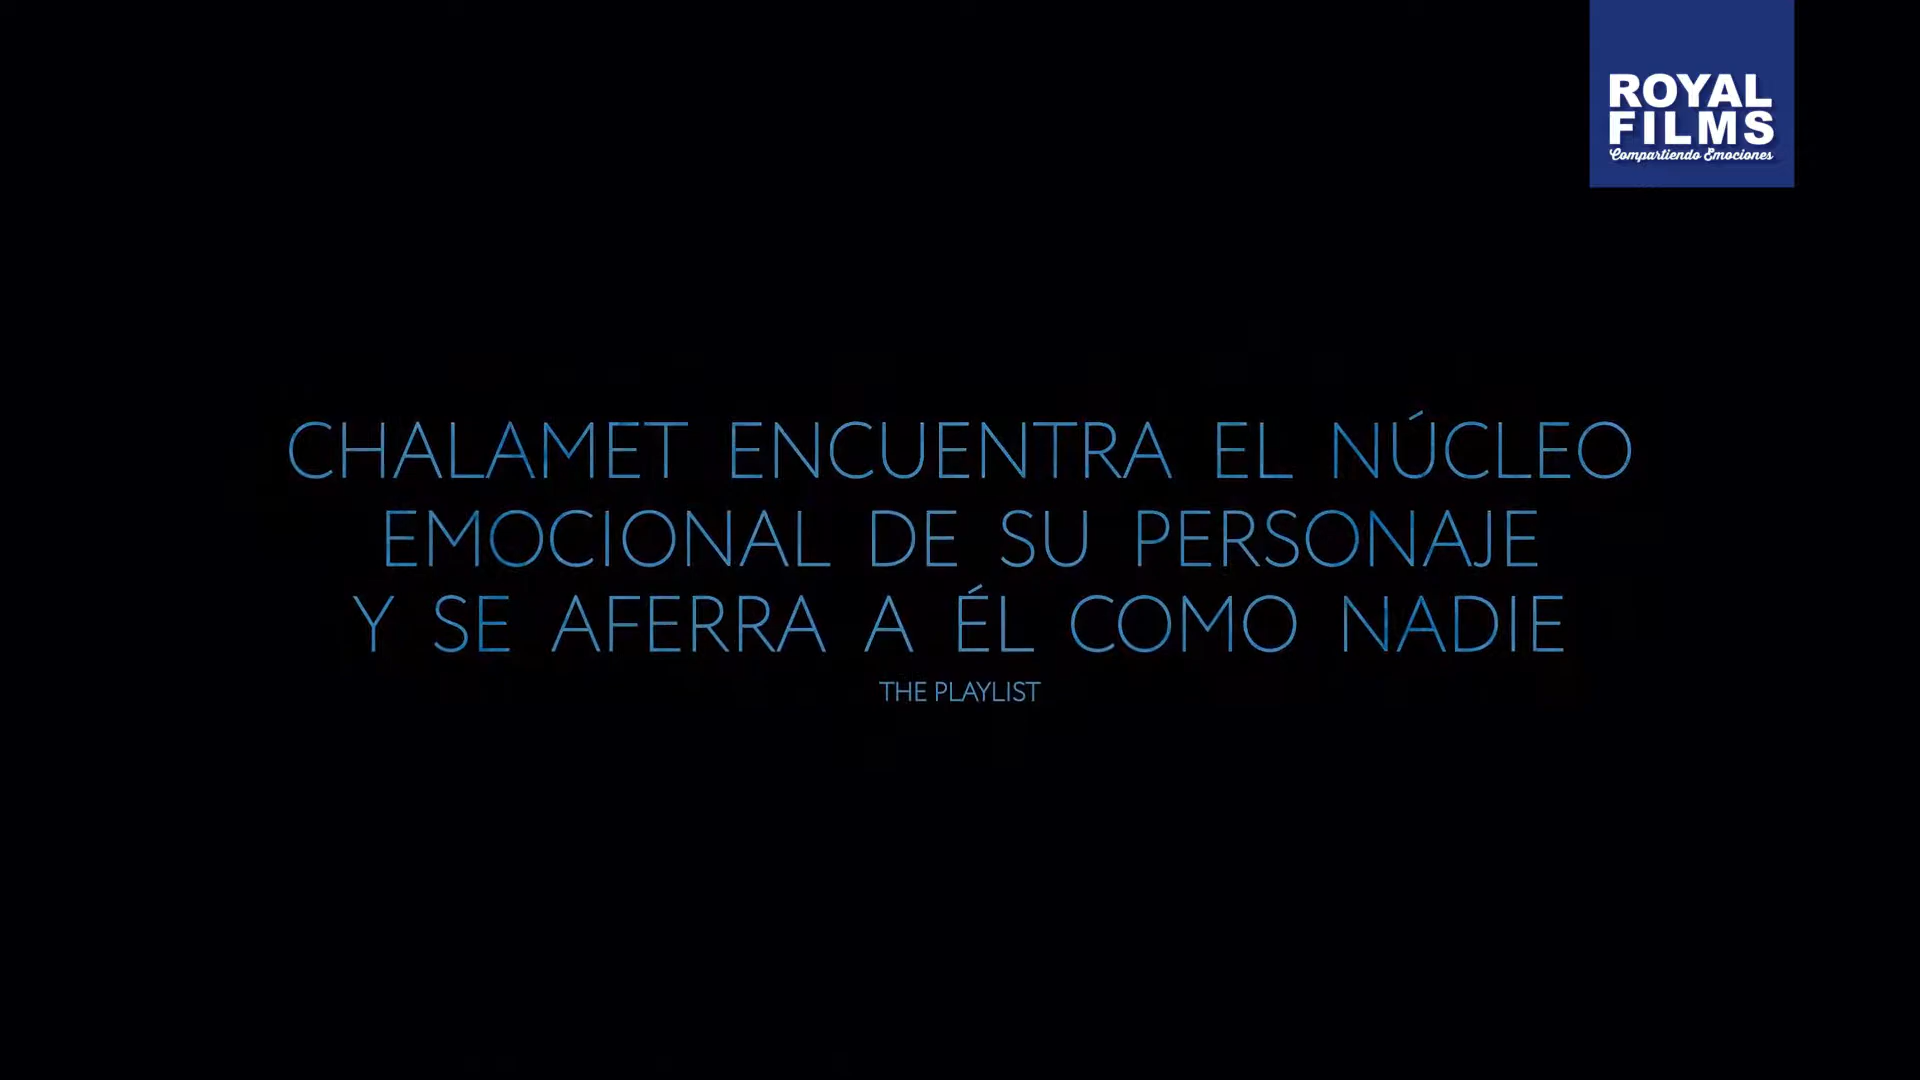 ROYAL
FILMS
Compartiendo Emociones
CHALAMET ENCUENTRA EL NÚCLEO
EMOCIONAL DE SU PERSONAJE
Y SE AFERRA A ÉL COMO NADIE
THE PLAYLIST